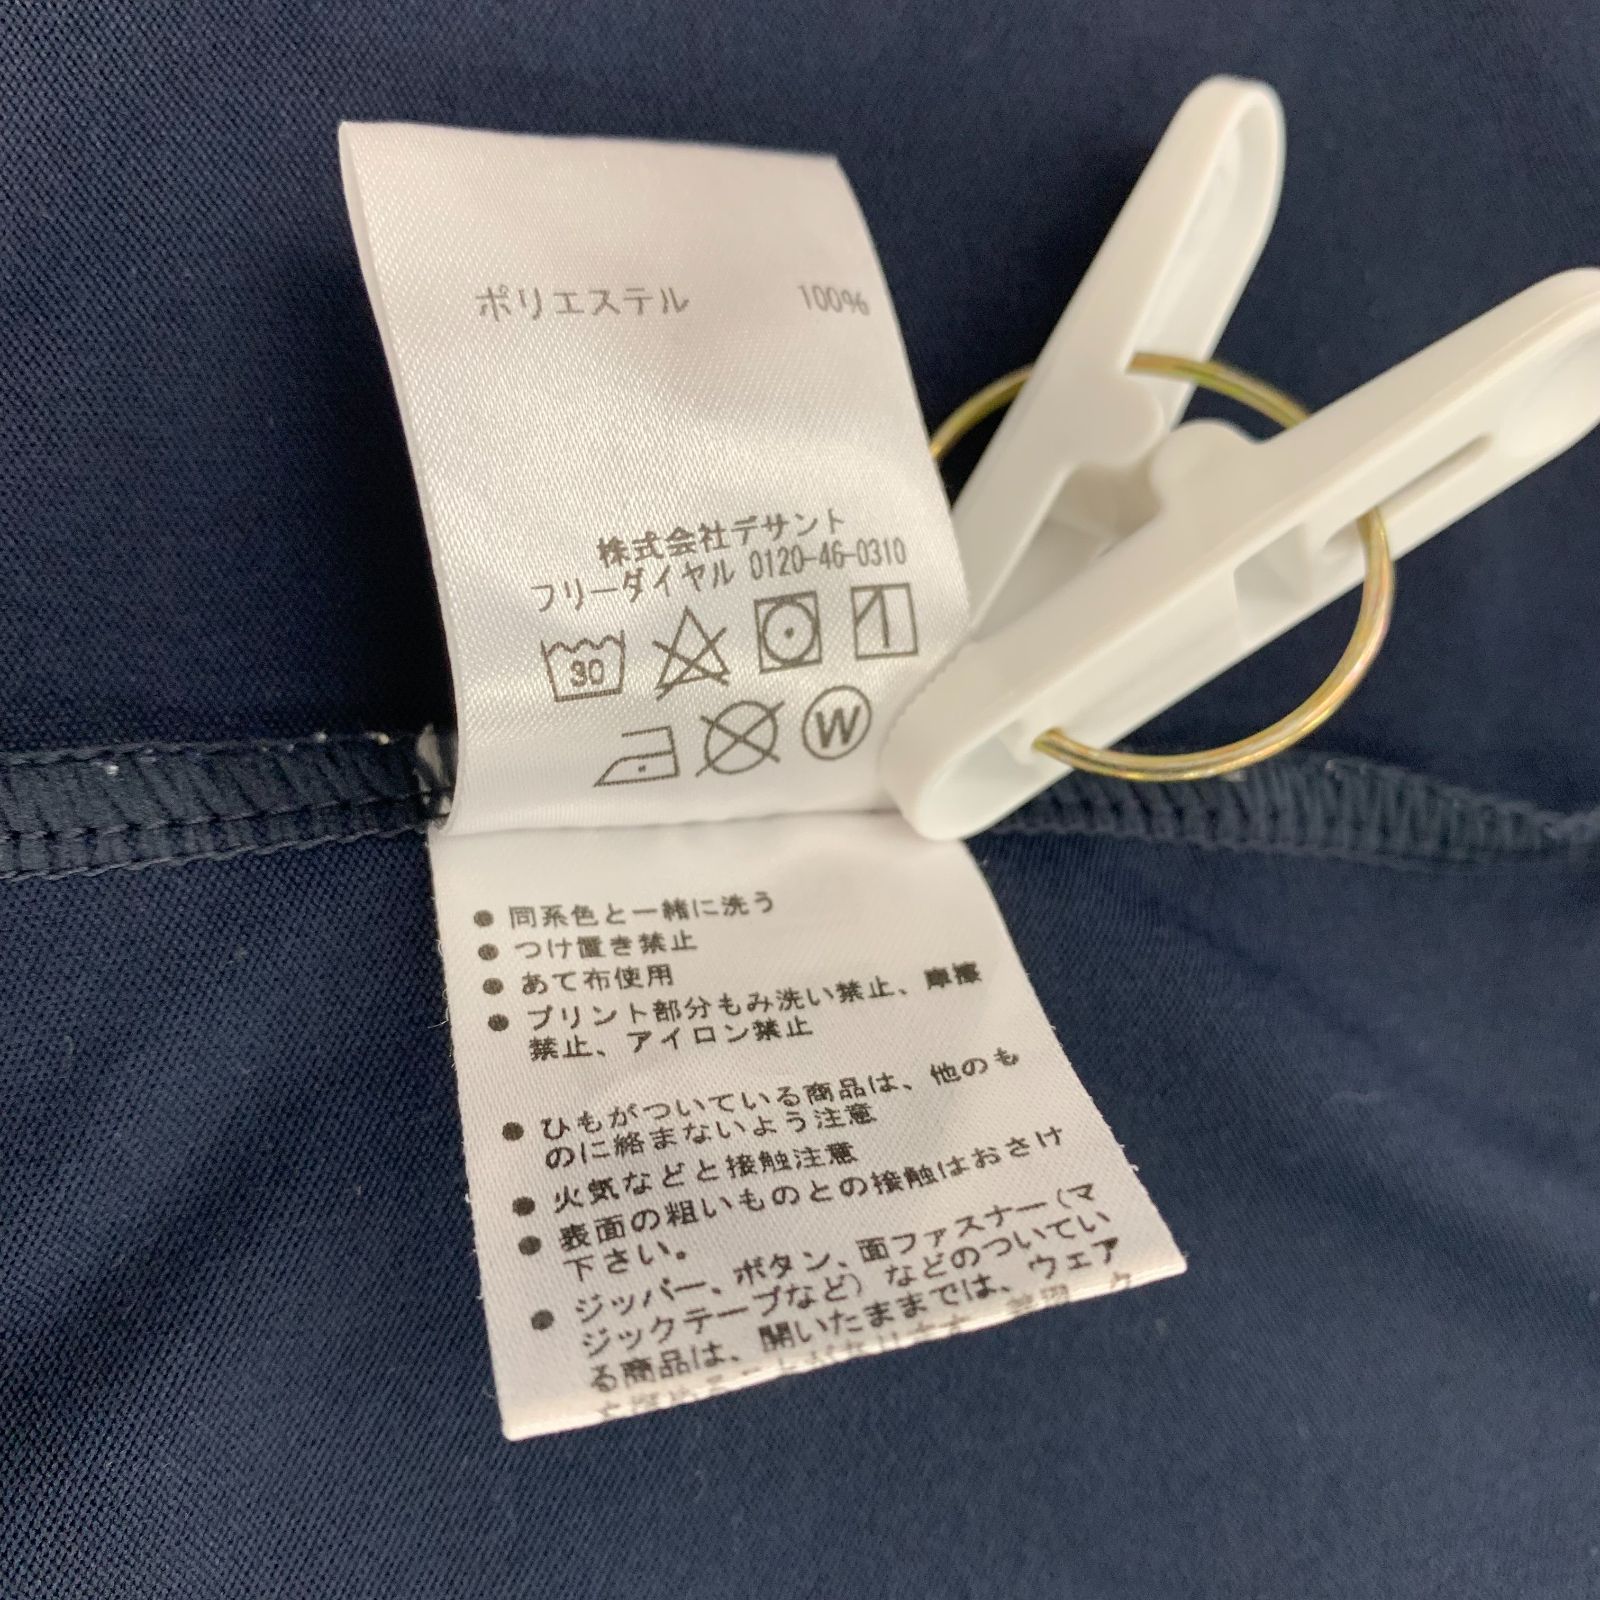 ポリエステル 100%
株式会社デサント
フリーダイヤル 0120-46-0310
30
W
● 同系色と一緒に洗う
● つけ置き禁止
● あて布使用
● プリント部分もみ洗い禁止、摩擦
禁止、アイロン禁止
● ひもがついている商品は、他のも
のに絡まないよう注意
● 火気などと接触注意
● 表面の粗いものとの接触はおさけ
下さい。
● ジッパー、ボタン、面ファスナー(マ
ジックテープなど)などのついてい
る商品は、開いたままでは、ウェア